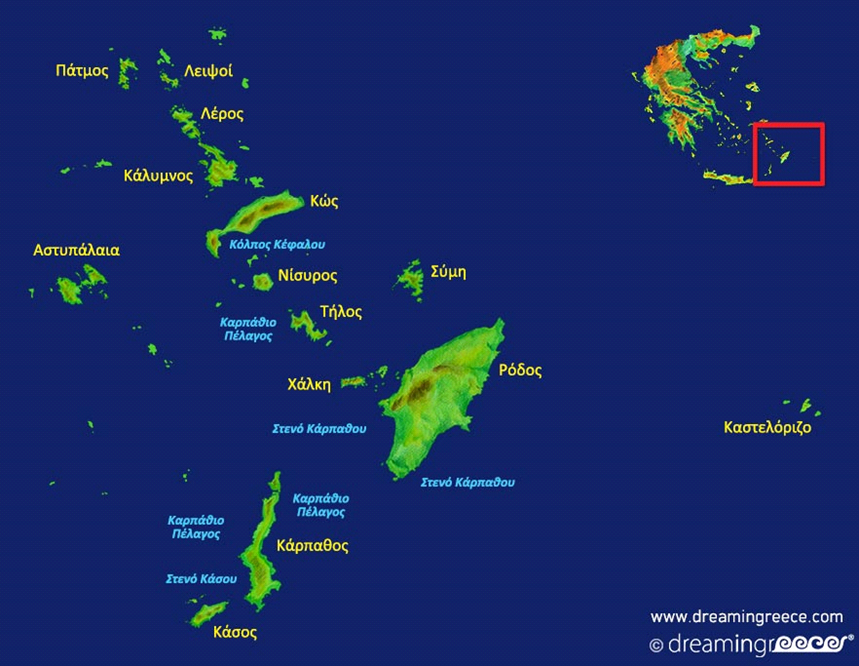 Πάτμος
Λειψοί
Λέρος
Κάλυμνος
Κώς
Κόλπος Κέφαλου
Αστυπάλαια
Νίσυρος
Σύμη
Τήλος
Καρπάθιο
Πέλαγος
Χάλκη
Ρόδος
Στενό Κάρπαθου
Καστελόριζο
Στενό Κάρπαθου
Καρπάθιο
Πέλαγος
Καρπάθιο
Πέλαγος
Κάρπαθος
Στενό Κάσου
Κάσος
www.dreamingreece.com
© dreamingreece®